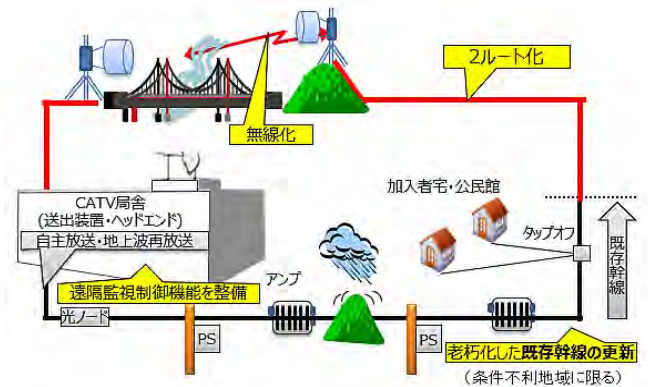 2ルート化
無線化
CATV局舎
(送出装置・ヘッドエンド)
自主放送・地上波再放送
遠隔監視制御機能を整備
加入者宅・公民館
タップオフ
既存幹線
アンプ
光ノード
PS
PS
老朽化した既存幹線の更新
(条件不利地域に限る)